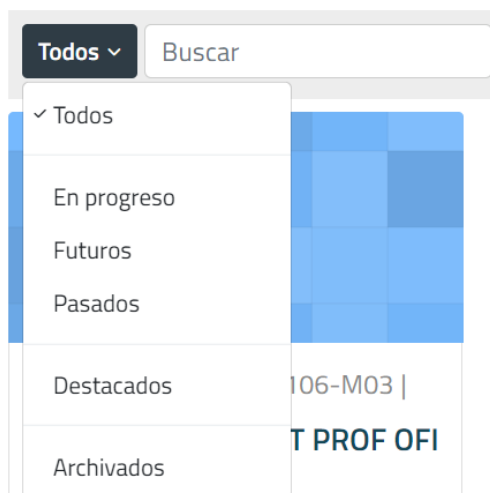 Todos
Buscar
Todos
En progreso
Futuros
Pasados
Destacados
106-M03 |
T PROF OFI
Archivados